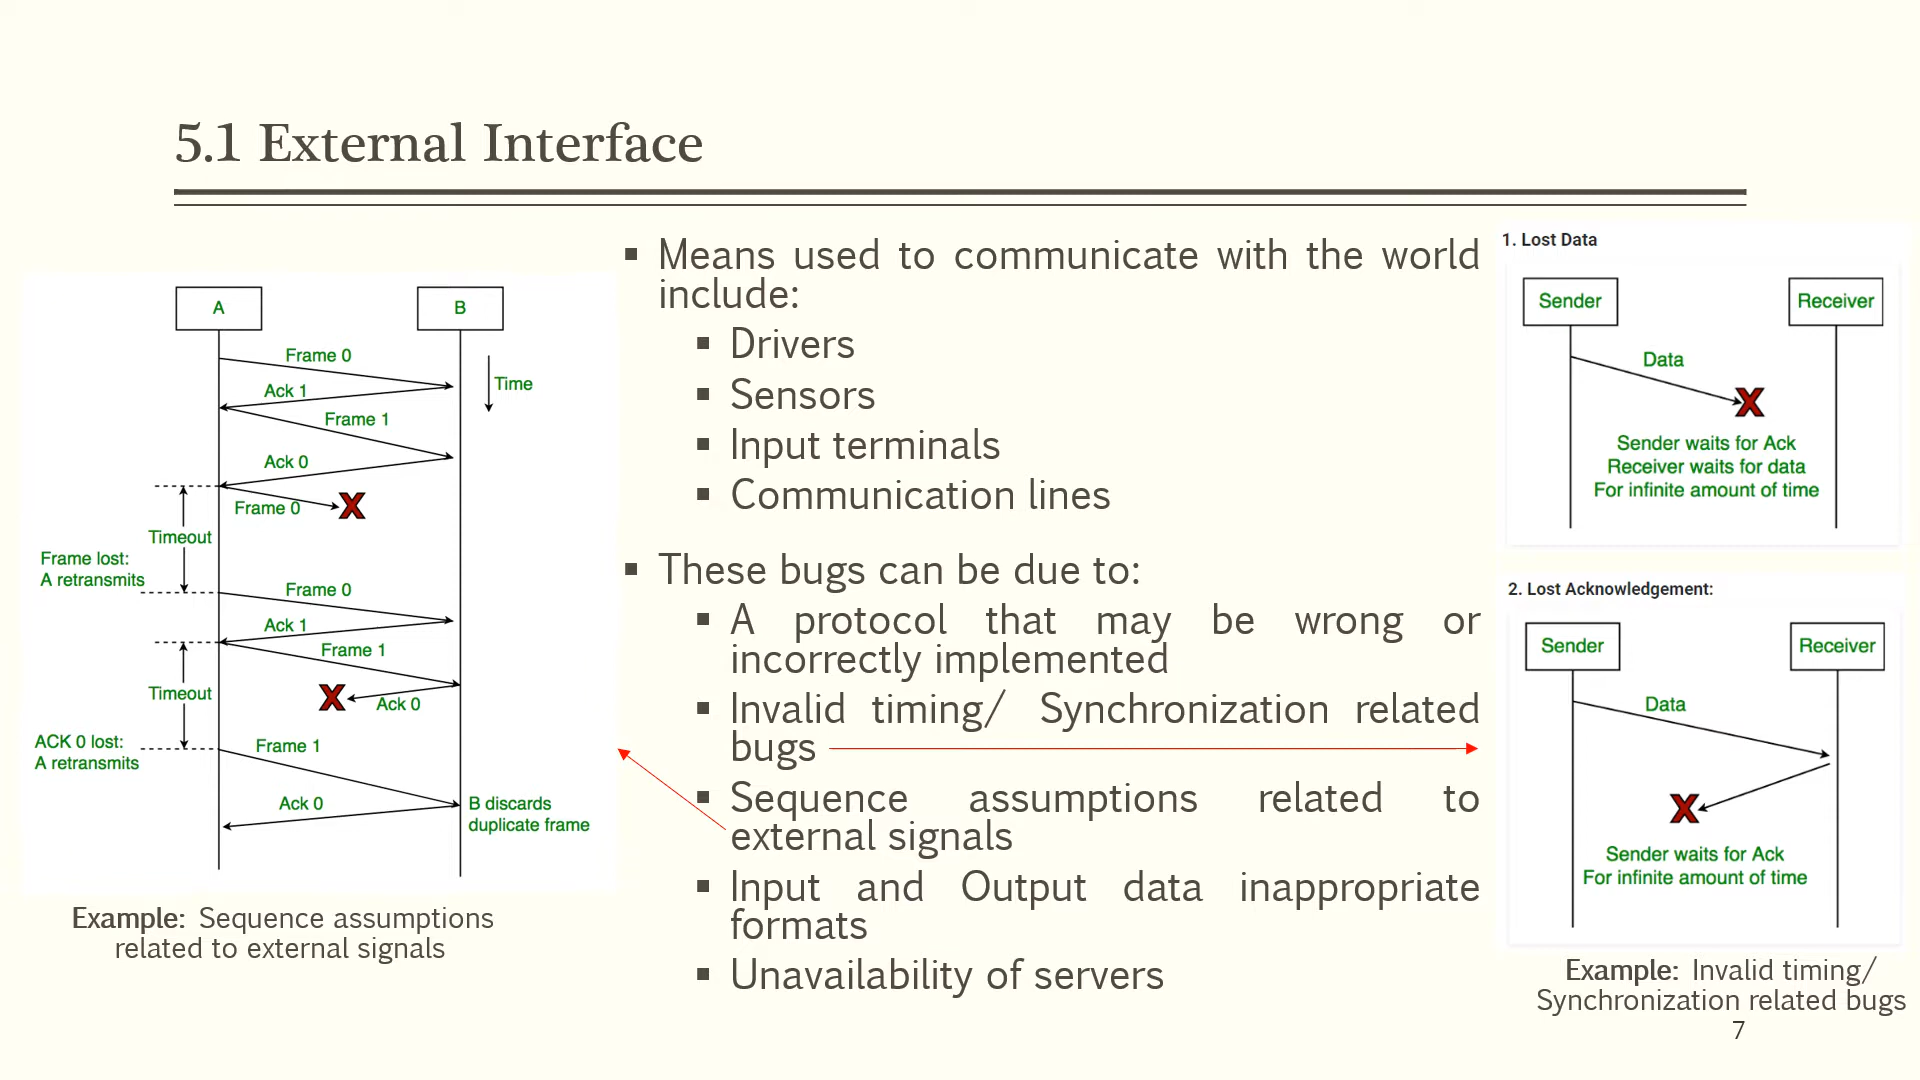 5.1 External Interface
A
B
Frame 0
Time
Ack 1
Frame 1
Ack 0
Frame 0
X
Timeout
Frame lost:
A retransmits
Frame 0
Ack 1
Frame 1
Timeout
X
Ack 0
ACK 0 lost:
A retransmits
Frame 1
Ack 0
B discards
duplicate frame
Example: Sequence assumptions
related to external signals
▪ Means used to communicate with the world
include:
▪ Drivers
▪ Sensors
▪ Input terminals
▪ Communication lines
▪ These bugs can be due to:
▪ A protocol that may be wrong or
incorrectly implemented
▪ Invalid timing/ Synchronization related
bugs
▪ Sequence assumptions related to
external signals
▪ Input and Output data inappropriate
formats
▪ Unavailability of servers
1. Lost Data
Sender
Receiver
Data
X
Sender waits for Ack
Receiver waits for data
For infinite amount of time
2. Lost Acknowledgement:
Sender
Receiver
Data
X
Sender waits for Ack
For infinite amount of time
Example: Invalid timing/
Synchronization related bugs
7